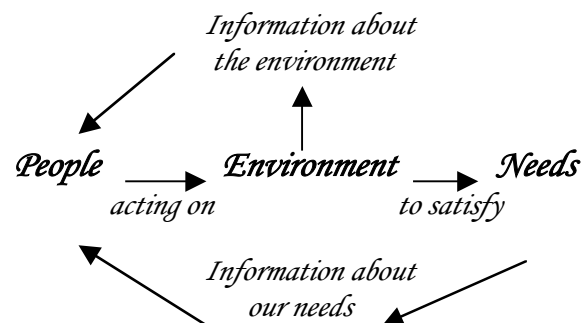 Information about
the environment
People Environment Needs
acting on to satisfy
Information about
our needs